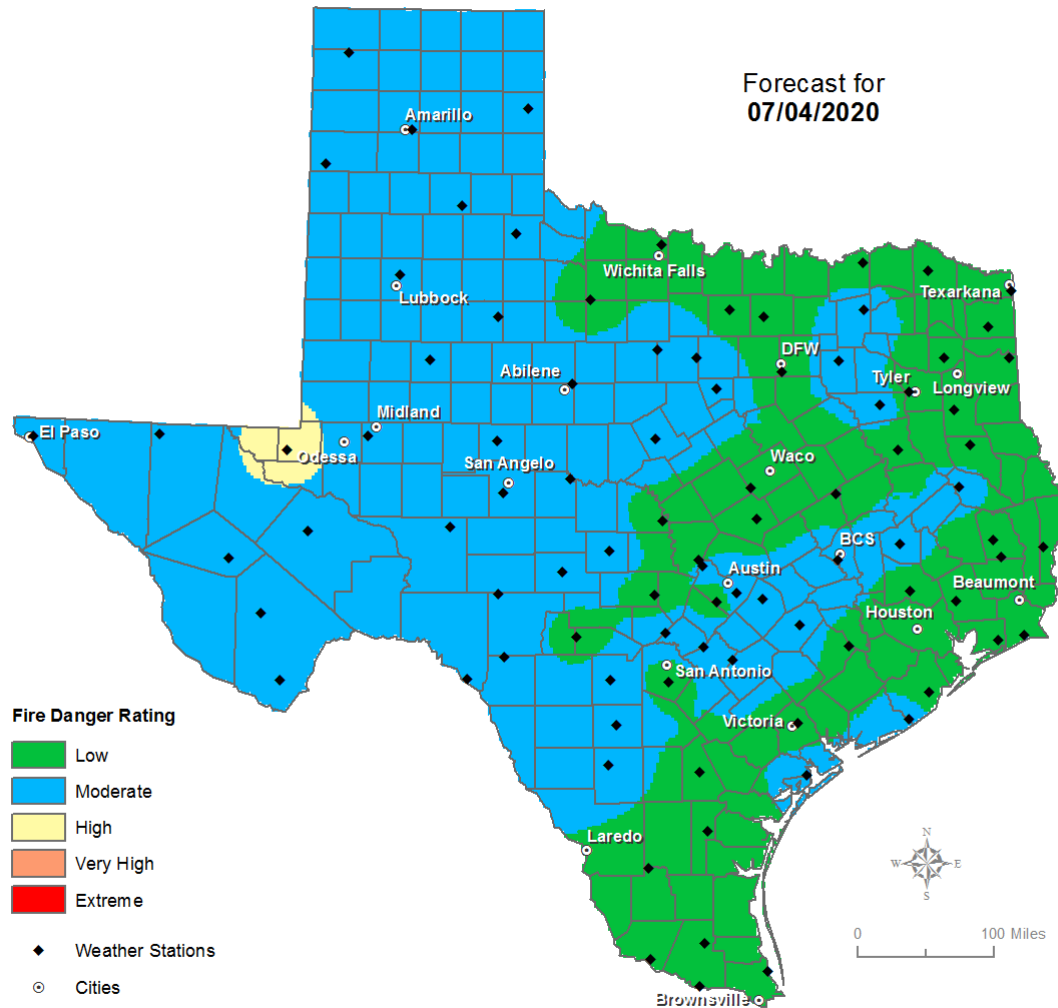 Forecast for
07/04/2020
Amarillo
Wichita Falls
Lubbock
Texarkana
DFW
Abilene
Tyler
Longview
Midland
El Paso
Odessa
San Angelo
Waco
BCS
Austin
Beaumont
Houston
San Antonio
Victoria
Laredo
Brownsville
Fire Danger Rating
Low
Moderate
High
Very High
Extreme
Weather Stations
Cities
N
W E
S
0 100 Miles